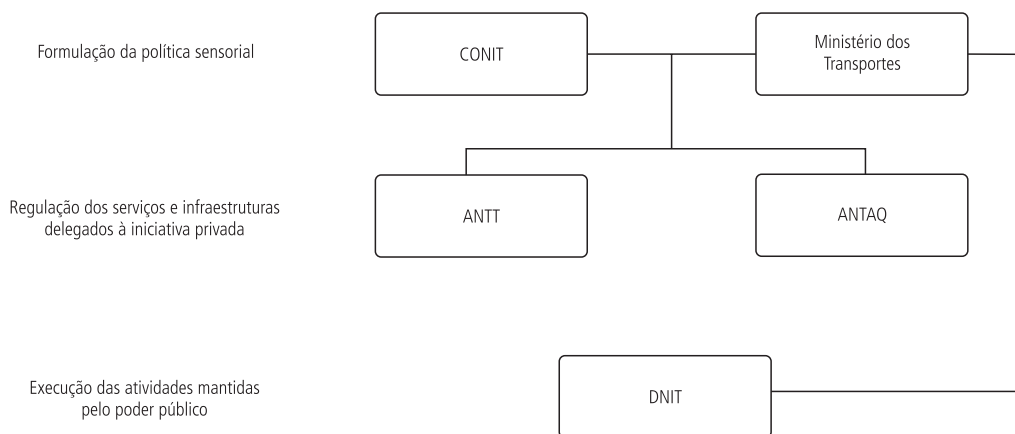 Formulação da política sensorial
CONIT
Ministério dos
Transportes
Regulação dos serviços e infraestruturas
delegados à iniciativa privada
ANTT
ANTAQ
Execução das atividades mantidas
pelo poder público
DNIT